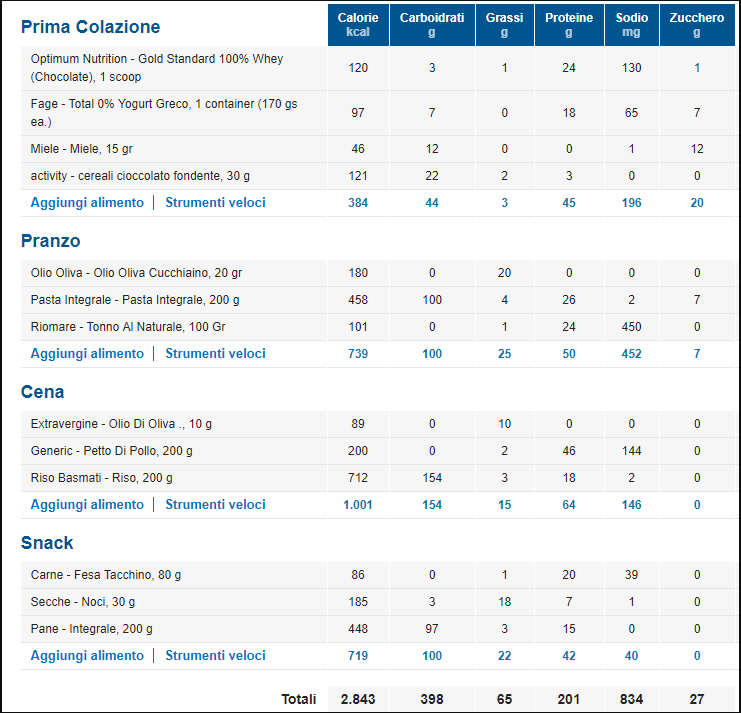 Prima Colazione Calorie Carboidrati Grassi Proteine Sodio Zucchero
kcal g g g mg g
Optimum Nutrition - Gold Standard 100% Whey
(Chocolate), 1 scoop 120 3 1 24 130 1
Fage - Total 0% Yogurt Greco, 1 container (170 gs
ea.) 97 7 0 18 65 7
Miele - Miele, 15 gr 46 12 0 0 1 12
activity - cereali cioccolato fondente, 30 g 121 22 2 3 0 0
Aggiungi alimento | Strumenti veloci 384 44 3 45 196 20
Pranzo
Olio Oliva - Olio Oliva Cucchiaino, 20 gr 180 0 20 0 0 0
Pasta Integrale - Pasta Integrale, 200 g 458 100 4 26 2 7
Riomare - Tonno Al Naturale, 100 Gr 101 0 1 24 450 0
Aggiungi alimento | Strumenti veloci 739 100 25 50 452 7
Cena
Extravergine - Olio Di Oliva ., 10 g 89 0 10 0 0 0
Generic - Petto Di Pollo, 200 g 200 0 2 46 144 0
Riso Basmati - Riso, 200 g 712 154 3 18 2 0
Aggiungi alimento | Strumenti veloci 1.001 154 15 64 146 0
Snack
Carne - Fesa Tacchino, 80 g 86 0 1 20 39 0
Secche - Noci, 30 g 185 3 18 7 1 0
Pane - Integrale, 200 g 448 97 3 15 0 0
Aggiungi alimento | Strumenti veloci 719 100 22 42 40 0
Totali 2.843 398 65 201 834 27